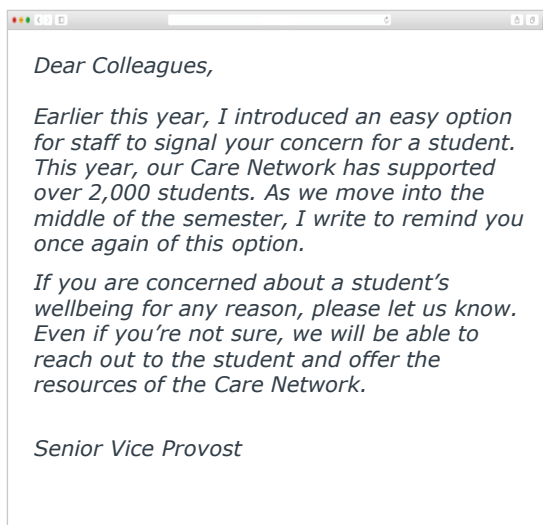 Dear Colleagues,
Earlier this year, I introduced an easy option
for staff to signal your concern for a student.
This year, our Care Network has supported
over 2,000 students. As we move into the
middle of the semester, I write to remind you
once again of this option.
If you are concerned about a student’s
wellbeing for any reason, please let us know.
Even if you’re not sure, we will be able to
reach out to the student and offer the
resources of the Care Network.
Senior Vice Provost